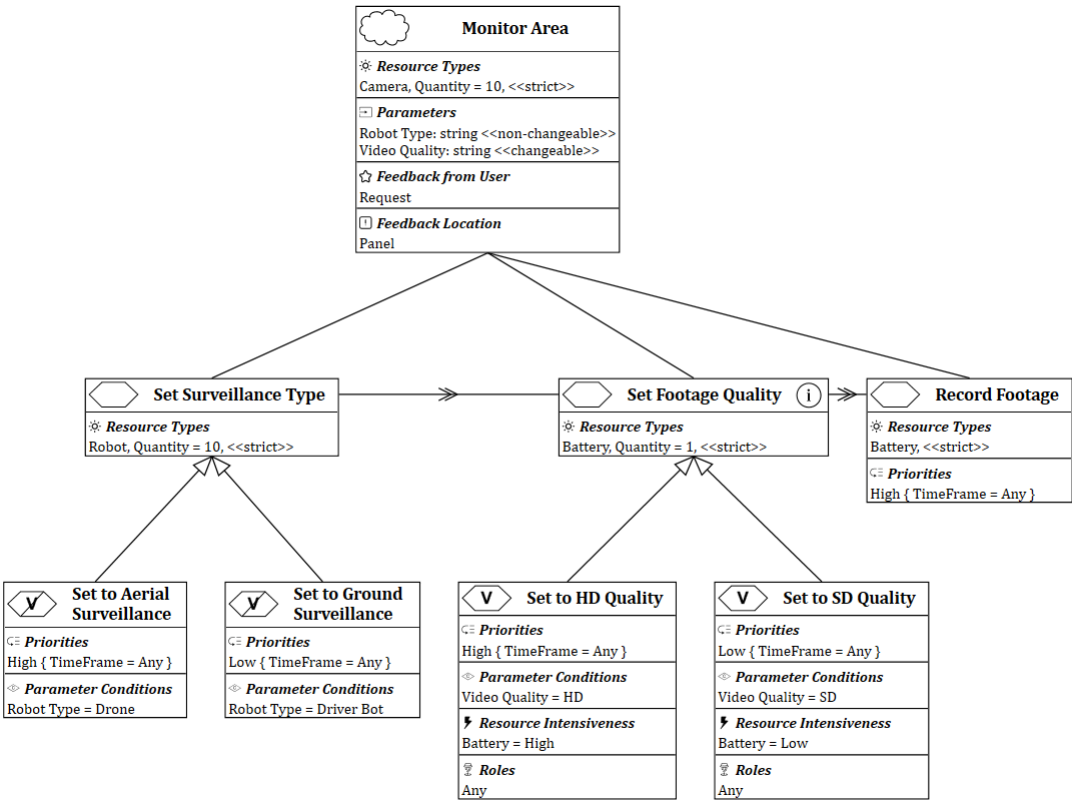 Monitor Area
Resource Types
Camera, Quantity = 10, <<strict>>
Parameters
Robot Type: string <<non-changeable>>
Video Quality: string <<changeable>>
Feedback from User
Request
Feedback Location
Panel
Set Surveillance Type
Resource Types
Robot, Quantity = 10, <<strict>>
Set Footage Quality
i
Resource Types
Battery, Quantity = 1, <<strict>>
Record Footage
Resource Types
Battery, <<strict>>
Priorities
High { TimeFrame = Any }
V
Set to Aerial
Surveillance
Priorities
High { TimeFrame = Any }
Parameter Conditions
Robot Type = Drone
V
Set to Ground
Surveillance
Priorities
Low { TimeFrame = Any }
Parameter Conditions
Robot Type = Driver Bot
V
Set to HD Quality
Priorities
High { TimeFrame = Any }
Parameter Conditions
Video Quality = HD
Resource Intensiveness
Battery = High
Roles
Any
V
Set to SD Quality
Priorities
Low { TimeFrame = Any }
Parameter Conditions
Video Quality = SD
Resource Intensiveness
Battery = Low
Roles
Any